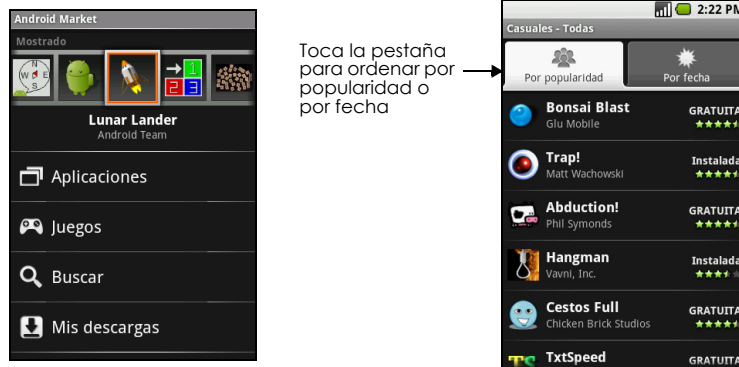 Android Market
Mostrado
Lunar Lander
Android Team
Aplicaciones
Juegos
Buscar
Mis descargas
Toca la pestaña
para ordenar por
popularidad o
por fecha
2:22 PM
Casuales - Todas
Por popularidad
Por fecha
Bonsai Blast
GRATUITA
Glu Mobile
Trap!
Instalada
Matt Wachowski
Abduction!
GRATUITA
Phil Symonds
Hangman
Instalada
Vavni, Inc.
Cestos Full
GRATUITA
Chicken Brick Studios
TxtSpeed
GRATUITA